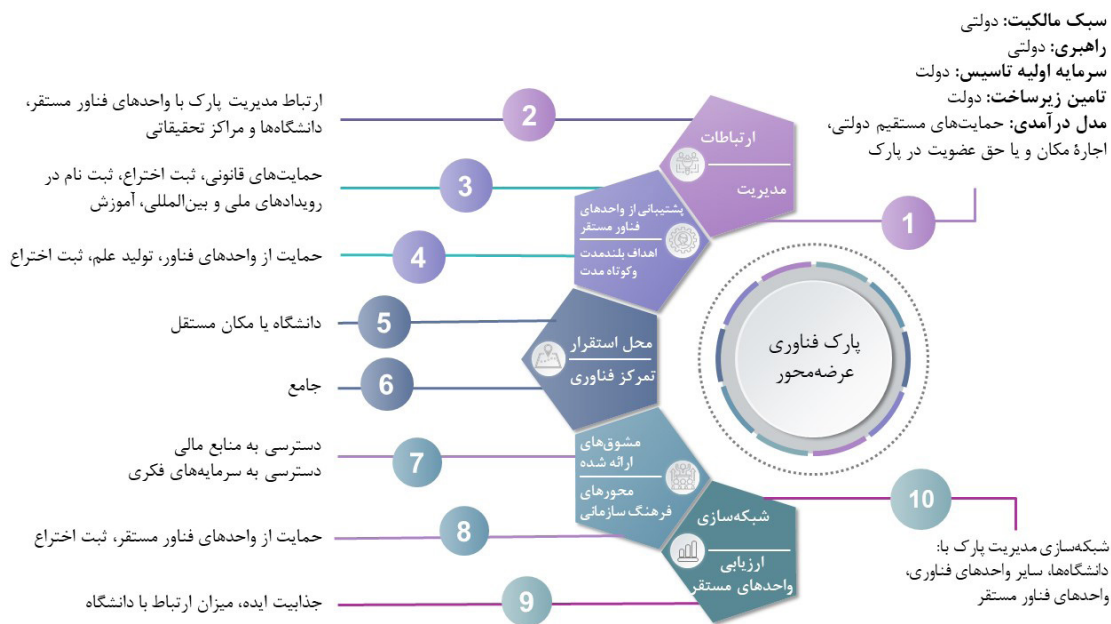 سبک مالکیت: دولتی
راهبری: دولتی
سرمایه اولیه تاسیس: دولت
تامین زیرساخت: دولت
مدل درآمدی: حمایت‌های مستقیم دولتی،
اجارهٔ مکان و یا حق عضویت در پارک
1
2
ارتباط مدیریت پارک با واحدهای فناور مستقر،
دانشگاه‌ها و مراکز تحقیقاتی
ارتباطات
مدیریت
3
حمایت‌های قانونی، ثبت اختراع، ثبت نام در
رویدادهای ملی و بین‌المللی، آموزش
پشتیبانی از واحدهای
فناور مستقر
اهداف بلندمدت
وکوتاه مدت
4
حمایت از واحدهای فناور، تولید علم، ثبت اختراع
5
دانشگاه یا مکان مستقل
محل استقرار
تمرکز فناوری
6
جامع
پارک فناوری
عرضه‌محور
7
دسترسی به منابع مالی
دسترسی به سرمایه‌های فکری
مشوق‌های
ارائه شده
محورهای
فرهنگ سازمانی
8
حمایت از واحدهای فناور مستقر، ثبت اختراع
شبکه‌سازی
ارزیابی
واحدهای مستقر
9
جذابیت ایده، میزان ارتباط با دانشگاه
10
شبکه‌سازی مدیریت پارک با:
دانشگاه‌ها، سایر واحدهای فناوری،
واحدهای فناور مستقر